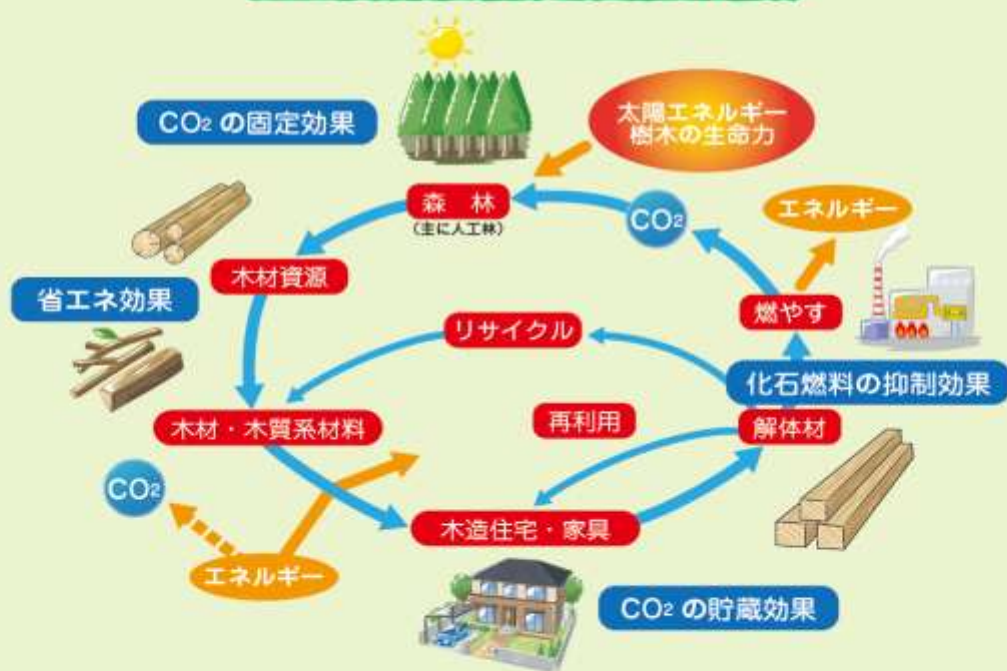 CO2 の固定効果
太陽エネルギー
樹木の生命力
森 林
(主に人工林)
CO2
エネルギー
木材資源
省エネ効果
燃やす
リサイクル
化石燃料の抑制効果
木材・木質系材料
再利用
解体材
CO2
木造住宅・家具
エネルギー
CO2 の貯蔵効果